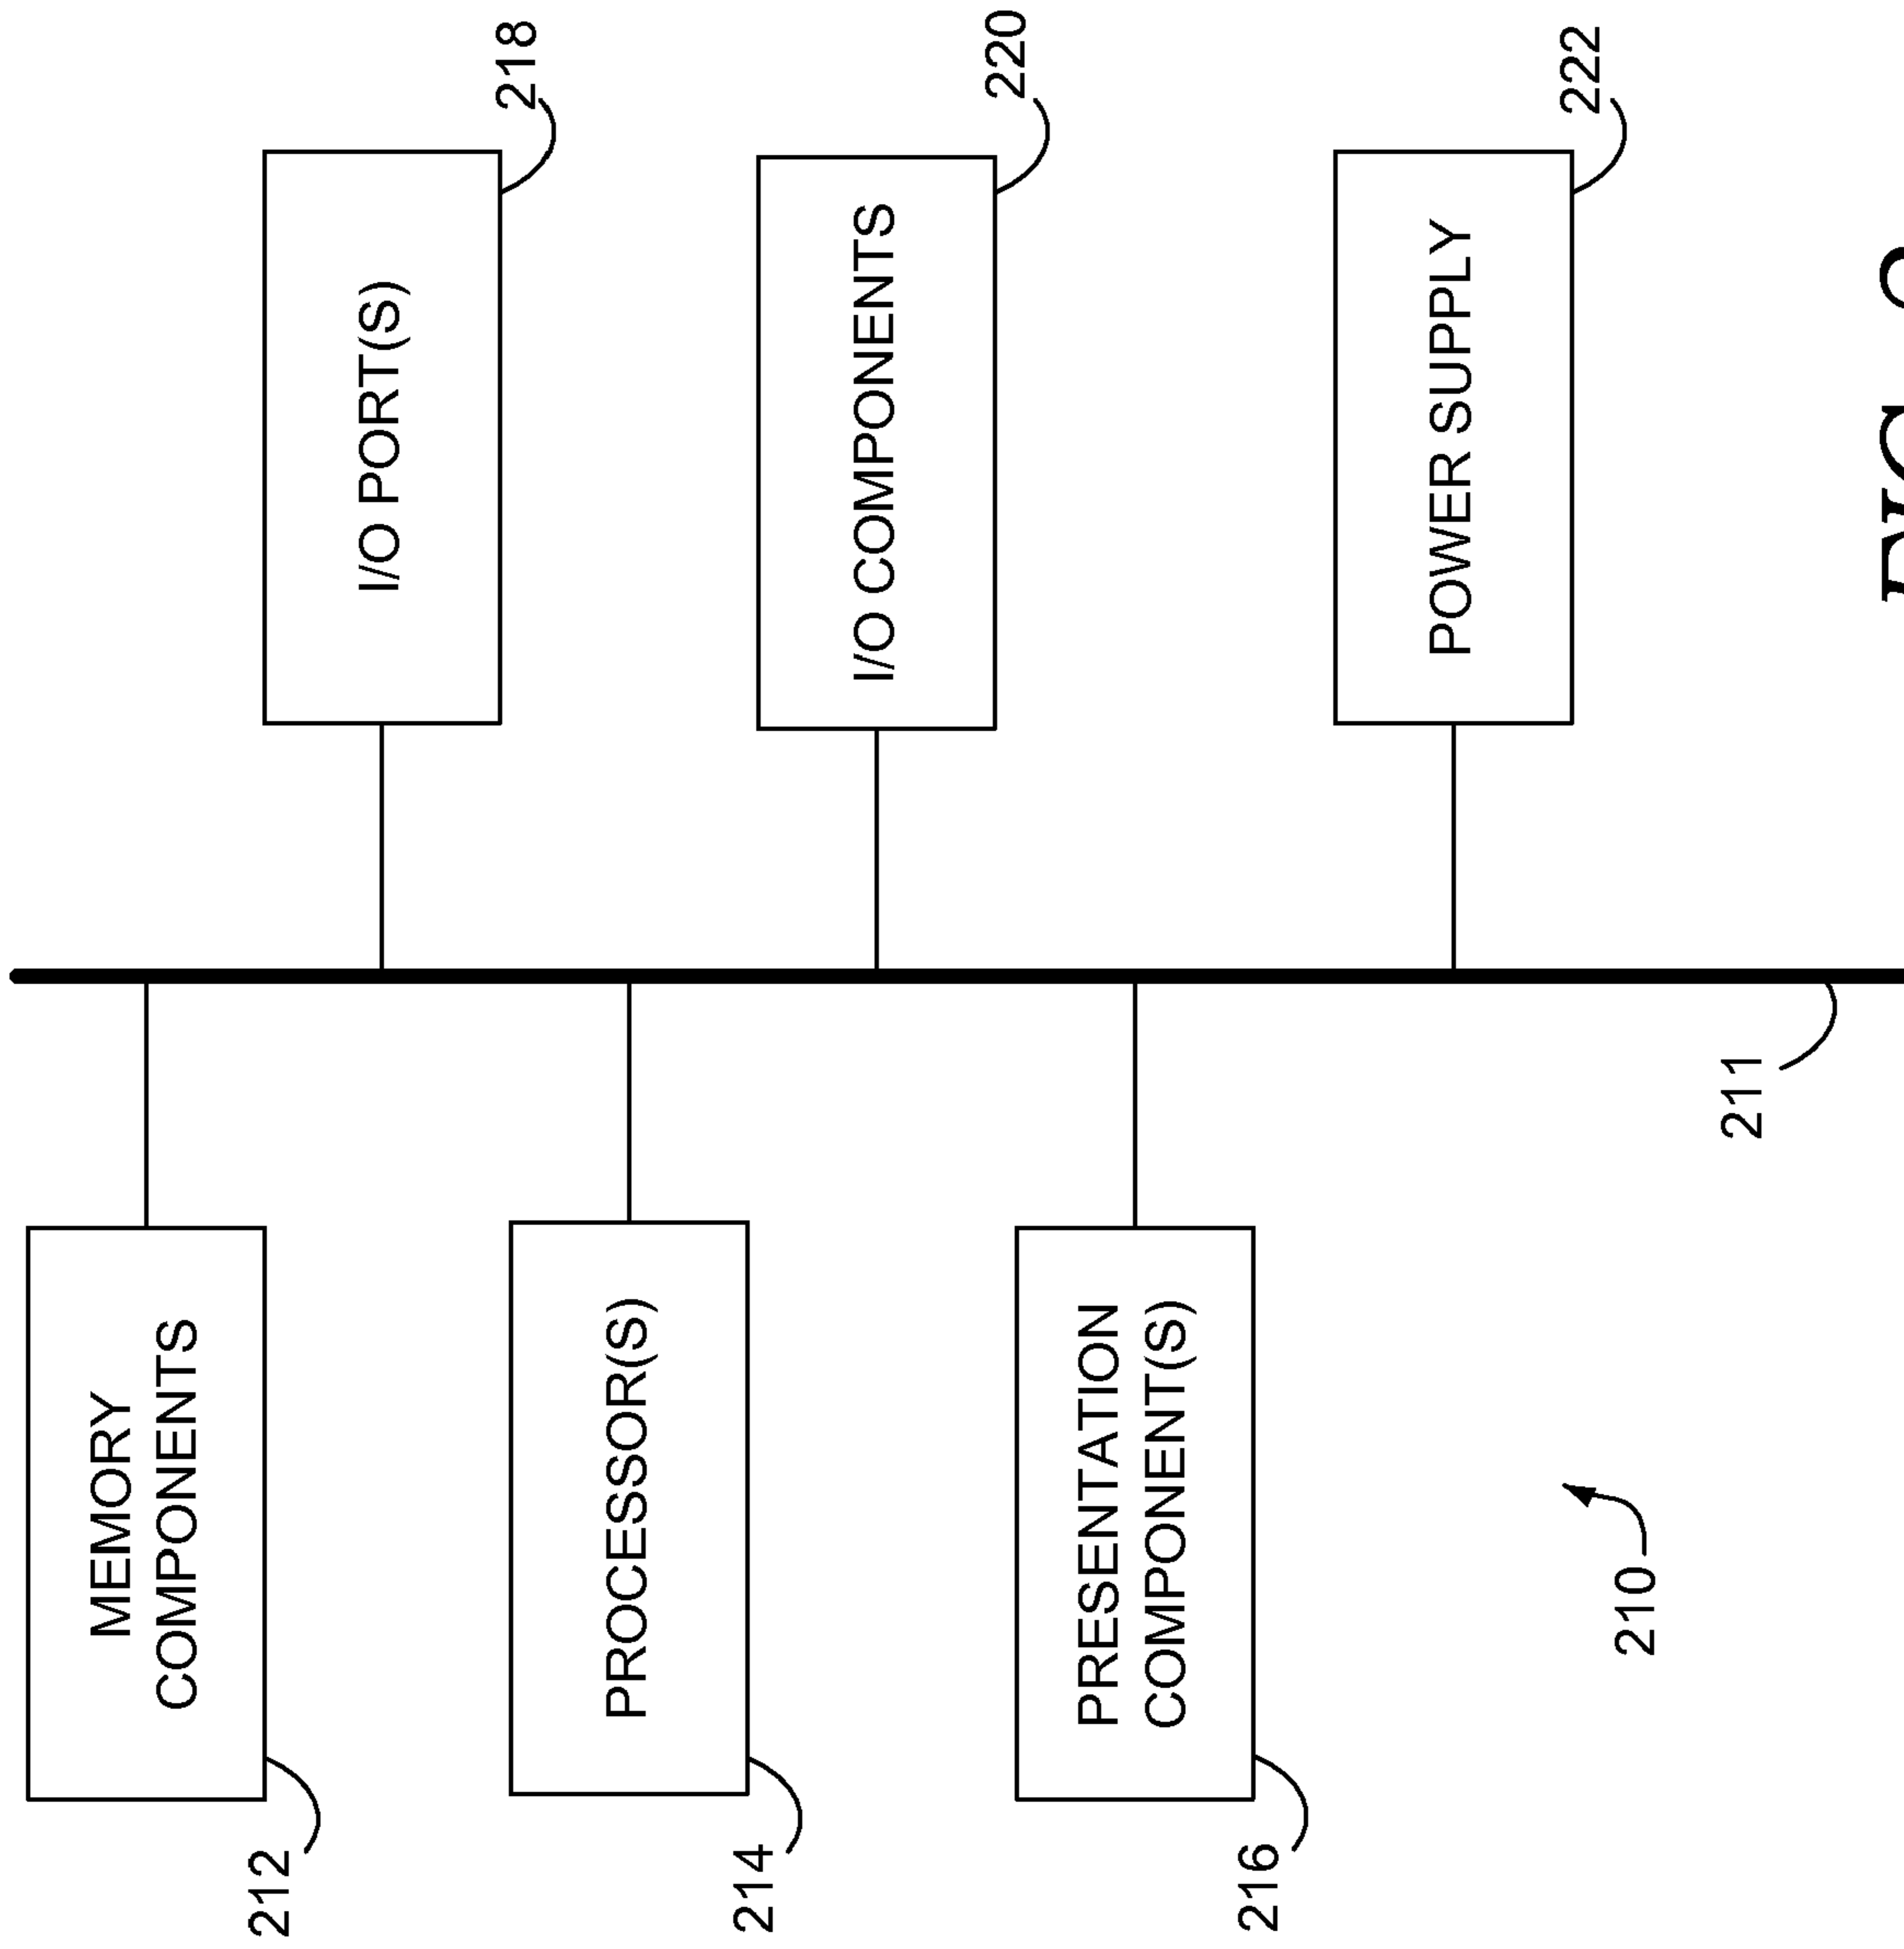 MEMORY
COMPONENTS
212
PROCESSOR(S)
214
PRESENTATION
COMPONENT(S)
216
210
211
I/O PORT(S)
218
I/O COMPONENTS
220
POWER SUPPLY
222